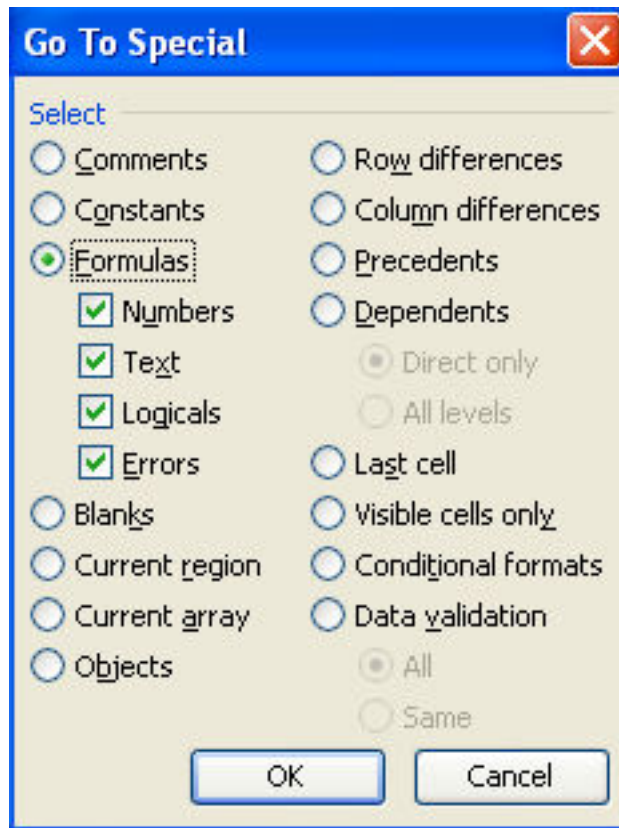 Go To Special
Select
Comments
Constants
Formulas
Numbers
Text
Logicals
Errors
Blanks
Current region
Current array
Objects
Row differences
Column differences
Precedents
Dependents
Direct only
All levels
Last cell
Visible cells only
Conditional formats
Data validation
All
Same
OK
Cancel